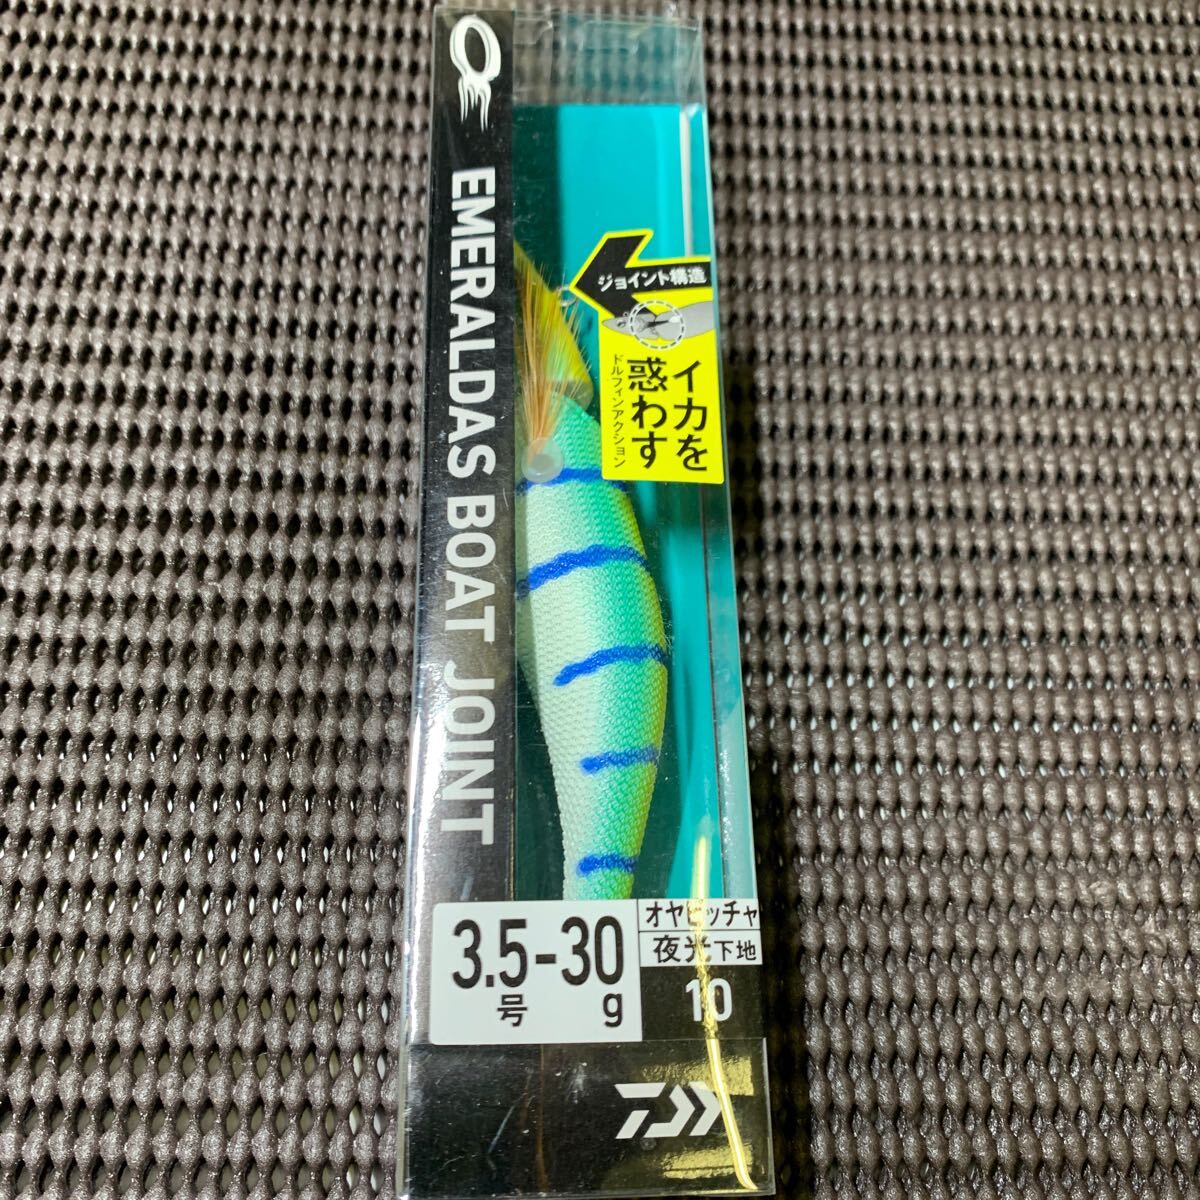 EMERALDAS BOAT JOINT
ジョイント構造
イカを
惑わす
ドルフィンアクション
3.5-30
号 g
オヤビッチャ
夜光下地
10